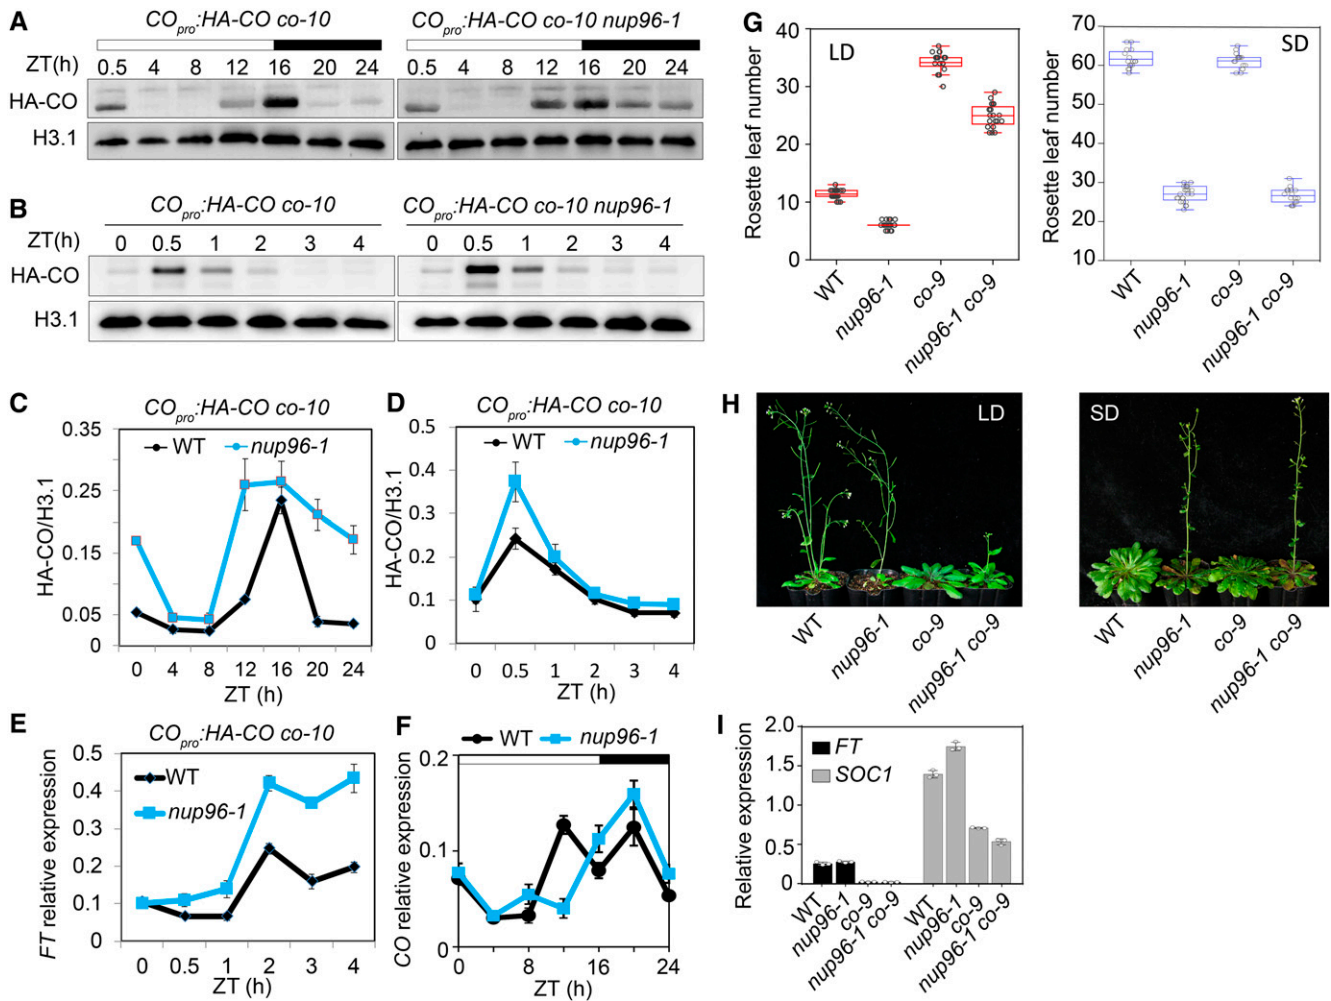 A
COpro:HA-CO co-10
COpro:HA-CO co-10 nup96-1
ZT(h)
0.5 4 8 12 16 20 24
0.5 4 8 12 16 20 24
HA-CO
H3.1
B
COpro:HA-CO co-10
COpro:HA-CO co-10 nup96-1
ZT(h)
0 0.5 1 2 3 4
0 0.5 1 2 3 4
HA-CO
H3.1
C
COpro:HA-CO co-10
WT
nup96-1
HA-CO/H3.1
0.35
0.25
0.15
0.05
0
0 4 8 12 16 20 24
ZT (h)
D
COpro:HA-CO co-10
WT
nup96-1
HA-CO/H3.1
0.5
0.4
0.3
0.2
0.1
0
0 0.5 1 2 3 4
ZT (h)
E
COpro:HA-CO co-10
WT
nup96-1
FT relative expression
0.5
0.4
0.3
0.2
0.1
0
0 0.5 1 2 3 4
ZT (h)
F
WT
nup96-1
CO relative expression
0.2
0.1
0
0 8 16 24
ZT (h)
G
LD
Rosette leaf number
40
30
20
10
0
WT
nup96-1
co-9
nup96-1 co-9
SD
Rosette leaf number
70
60
50
40
30
20
10
WT
nup96-1
co-9
nup96-1 co-9
H
LD
WT
nup96-1
co-9
nup96-1 co-9
SD
WT
nup96-1
co-9
nup96-1 co-9
I
FT
SOC1
Relative expression
2.0
1.5
1.0
0.5
0
WT
nup96-1
co-9
nup96-1 co-9
WT
nup96-1
co-9
nup96-1 co-9